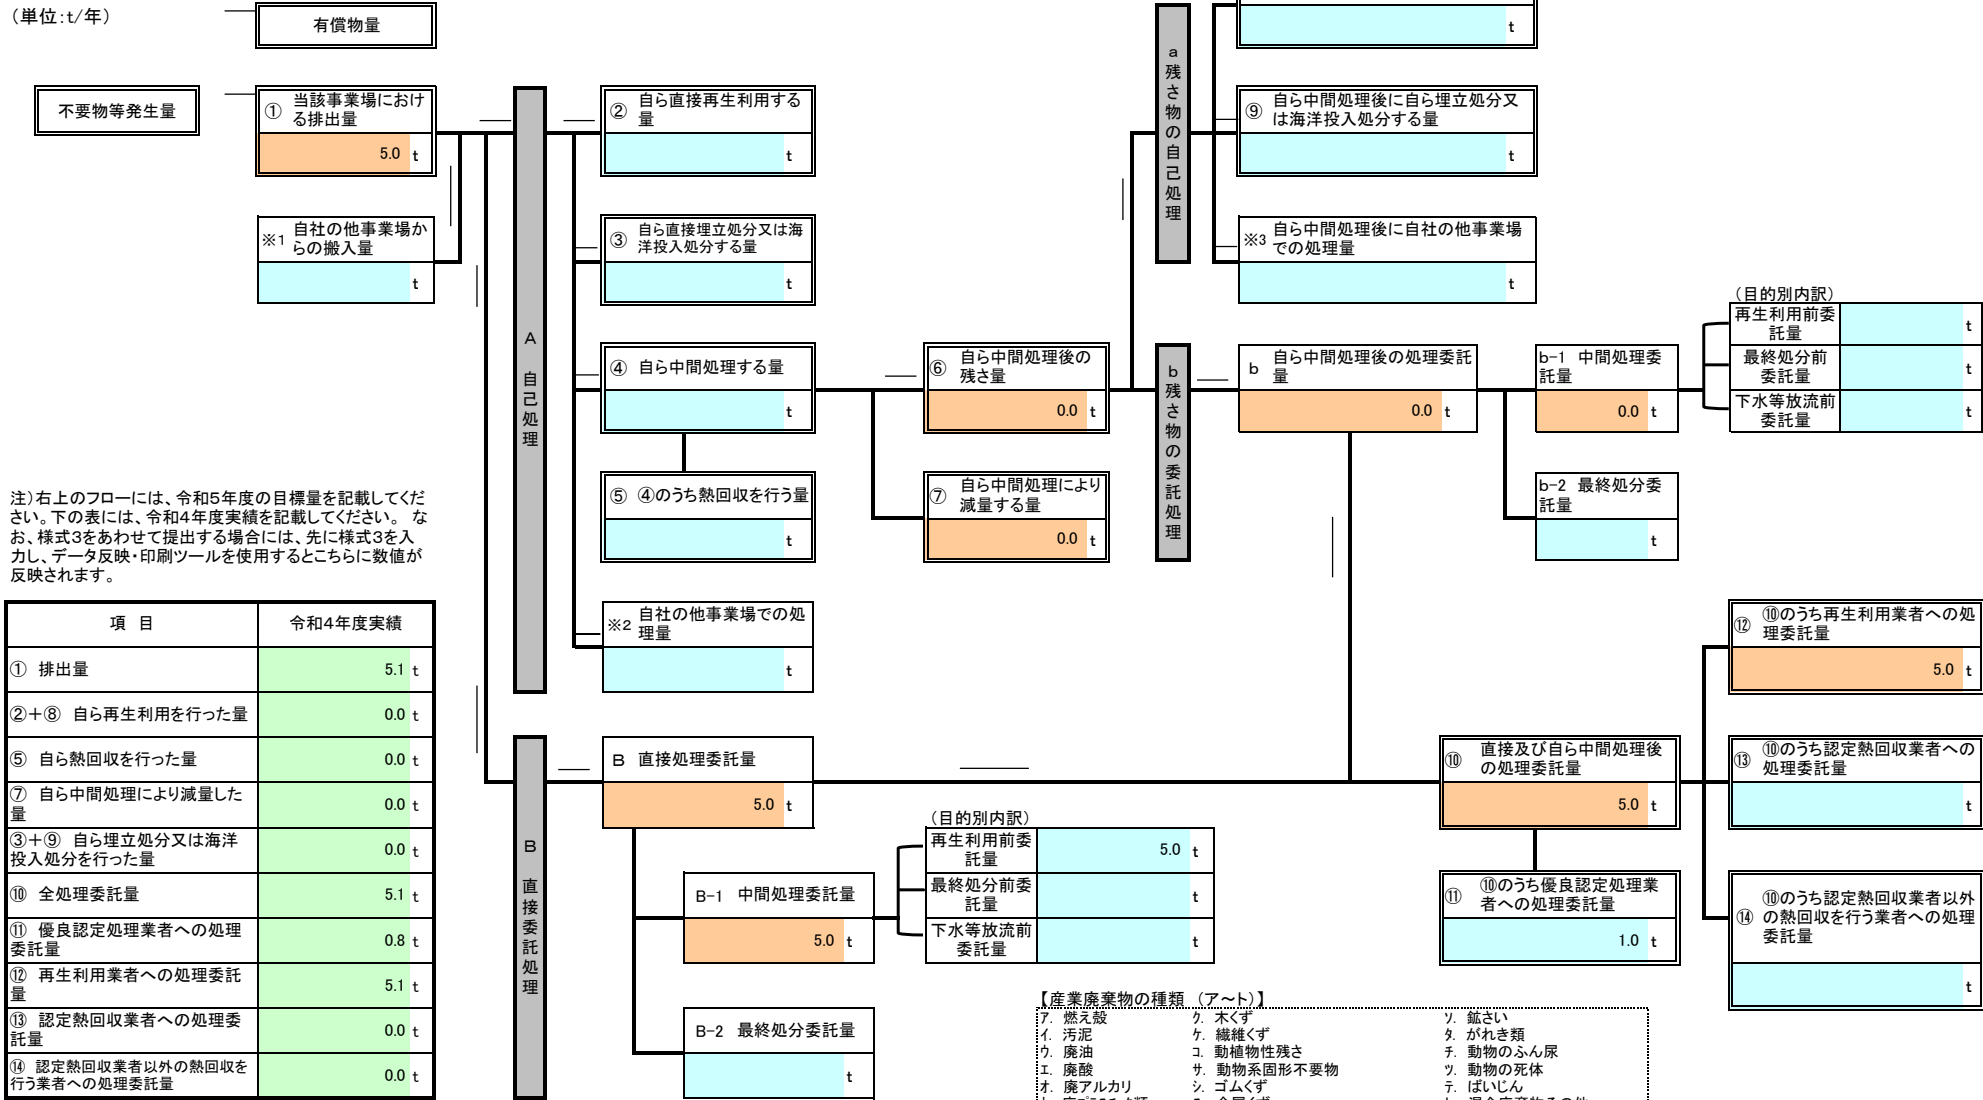 （単位：t/年）
有償物量
t
不要物等発生量
① 当該事業場におけ
る排出量
5.0 t
※1 自社の他事業場か
らの搬入量
t
A 自己処理
② 自ら直接再生利用する
量
t
③ 自ら直接埋立処分又は海
洋投入処分する量
t
④ 自ら中間処理する量
t
⑤ ④のうち熱回収を行う量
t
※2 自社の他事業場での処
理量
t
⑥ 自ら中間処理後の
残さ量
0.0 t
⑦ 自ら中間処理により
減量する量
0.0 t
a 残さ物の自己処理
⑨ 自ら中間処理後に自ら埋立処分又
は海洋投入処分する量
t
※3 自ら中間処理後に自社の他事業場
での処理量
t
b 残さ物の委託処理
b 自ら中間処理後の処理委託
量
0.0 t
b-1 中間処理委
託量
0.0 t
b-2 最終処分委
託量
t
（目的別内訳）
再生利用前委
託量
t
最終処分前
委託量
t
下水等放流前
委託量
t
注）右上のフローには、令和5年度の目標量を記載してくだ
さい。下の表には、令和4年度実績を記載してください。 な
お、様式3をあわせて提出する場合には、先に様式3を入
力し、データ反映・印刷ツールを使用するとこちらに数値が
反映されます。
項 目 令和4年度実績
① 排出量 5.1 t
②＋⑧ 自ら再生利用を行った量 0.0 t
⑤ 自ら熱回収を行った量 0.0 t
⑦ 自ら中間処理により減量した
量 0.0 t
③＋⑨ 自ら埋立処分又は海洋
投入処分を行った量 0.0 t
⑩ 全処理委託量 5.1 t
⑪ 優良認定処理業者への処理
委託量 0.8 t
⑫ 再生利用業者への処理委託
量 5.1 t
⑬ 認定熱回収業者への処理委
託量 0.0 t
⑭ 認定熱回収業者以外の熱回収を
行う業者への処理委託量 0.0 t
B 直接委託処理
B 直接処理委託量
5.0 t
B-1 中間処理委託量
5.0 t
B-2 最終処分委託量
t
（目的別内訳）
再生利用前委
託量
5.0 t
最終処分前委
託量
t
下水等放流前
委託量
t
⑩ 直接及び自ら中間処理後
の処理委託量
5.0 t
⑪ ⑩のうち優良認定処理業
者への処理委託量
1.0 t
⑫ ⑩のうち再生利用業者への処
理委託量
5.0 t
⑬ ⑩のうち認定熱回収業者への
処理委託量
t
⑭ ⑩のうち認定熱回収業者以外
の熱回収を行う業者への処理
委託量
t
【産業廃棄物の種類 （ア～ト）】
ア. 燃え殻 ク. 木くず ソ. 鉱さい
イ. 汚泥 ケ. 繊維くず タ. がれき類
ウ. 廃油 コ. 動植物性残さ チ. 動物のふん尿
エ. 廃酸 サ. 動物系固形不要物 ツ. 動物の死体
オ. 廃アルカリ シ. ゴムくず テ. ばいじん